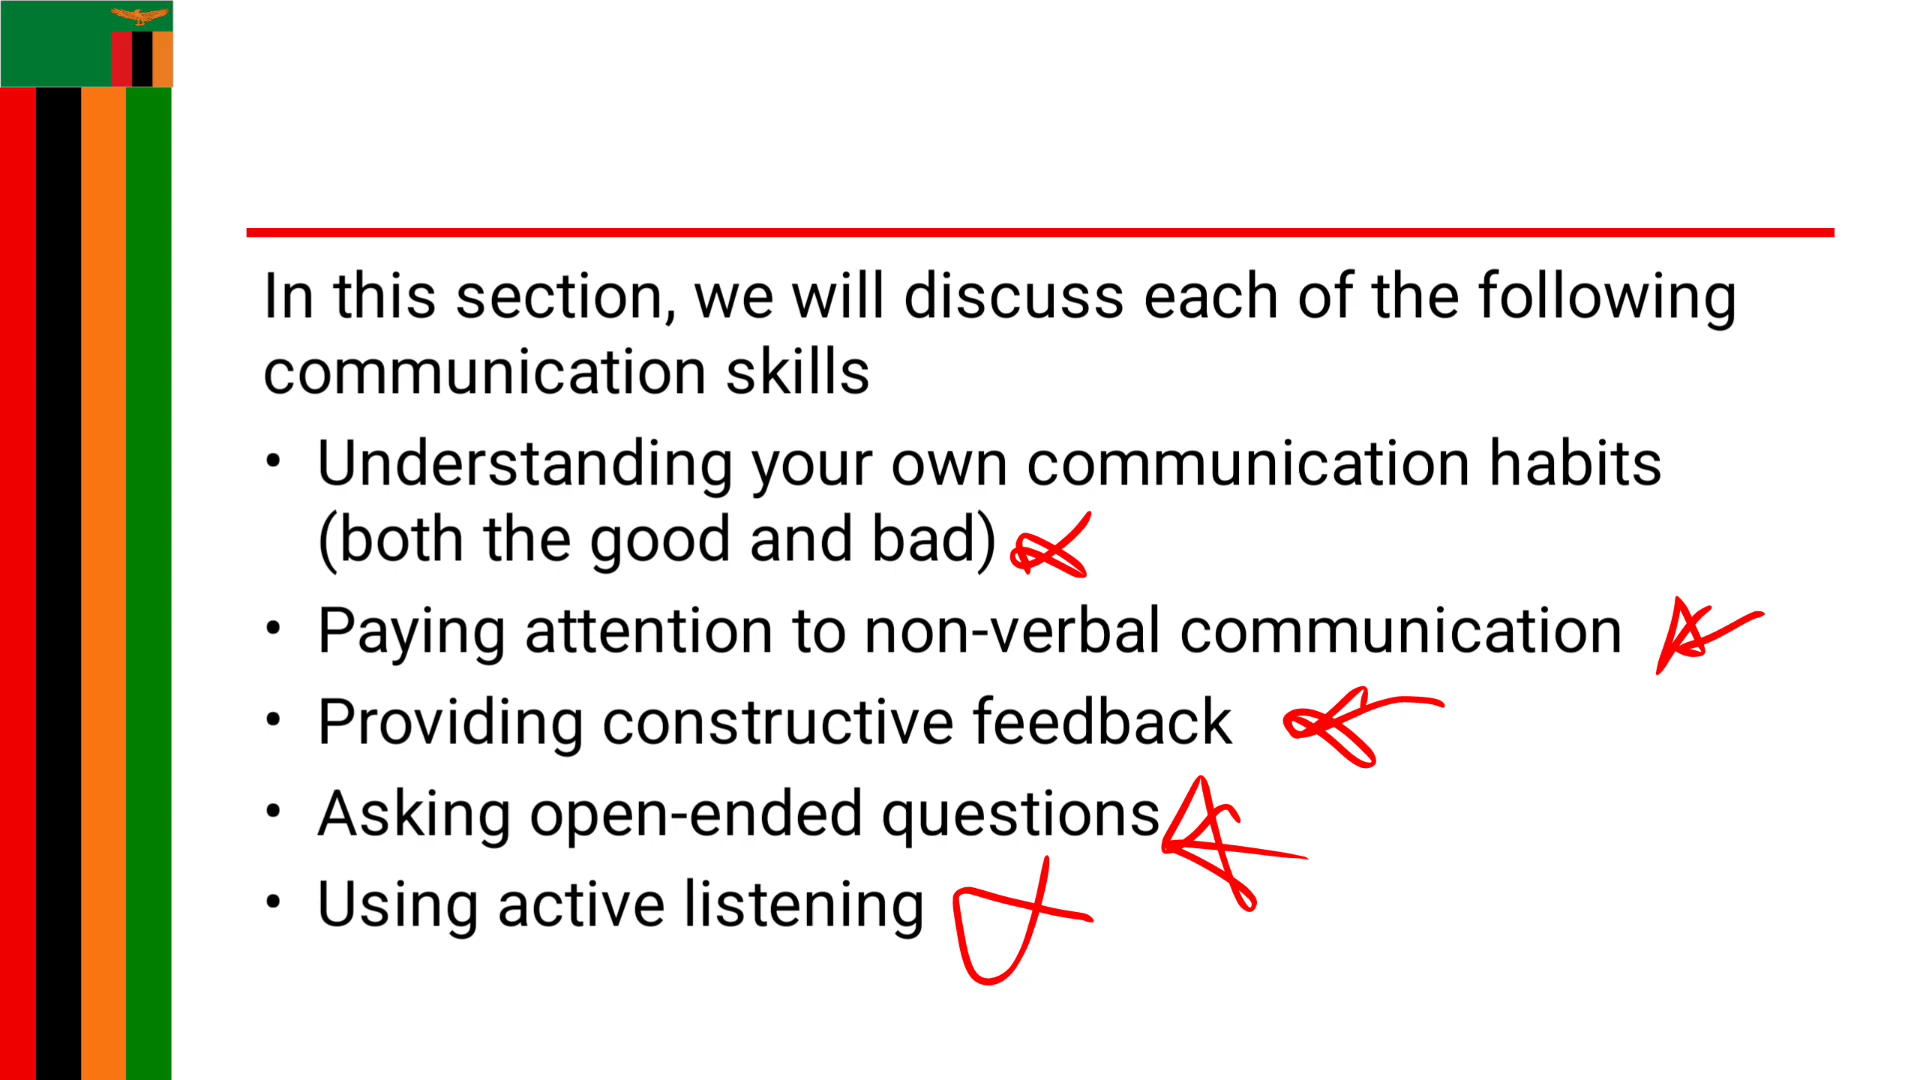 In this section, we will discuss each of the following
communication skills
• Understanding your own communication habits
(both the good and bad)
• Paying attention to non-verbal communication
• Providing constructive feedback
• Asking open-ended questions
• Using active listening